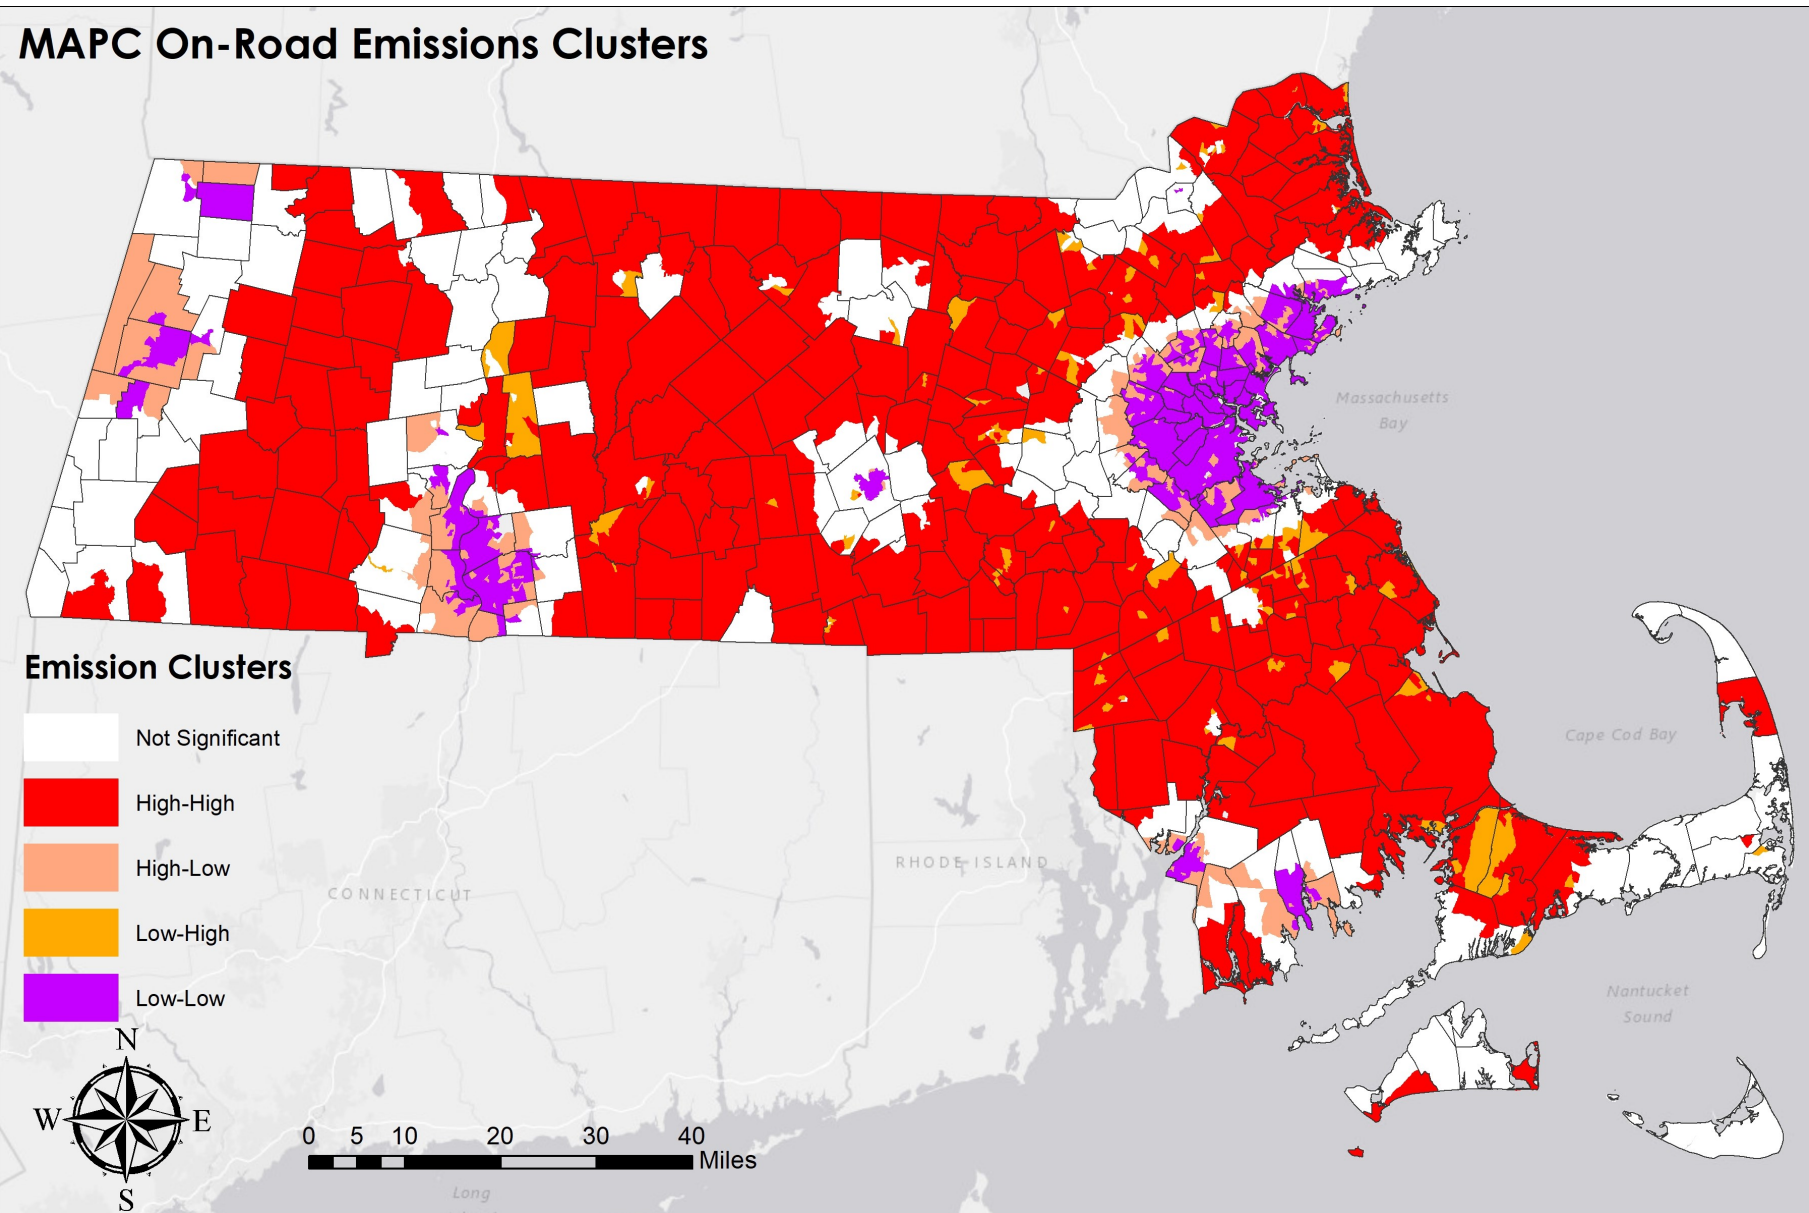 MAPC On-Road Emissions Clusters
Massachusetts
Bay
Cape Cod Bay
RHODE ISLAND
CONNECTICUT
Nantucket
Sound
Long
Emission Clusters
Not Significant
High-High
High-Low
Low-High
Low-Low
N
W
E
S
0 5 10 20 30 40
Miles